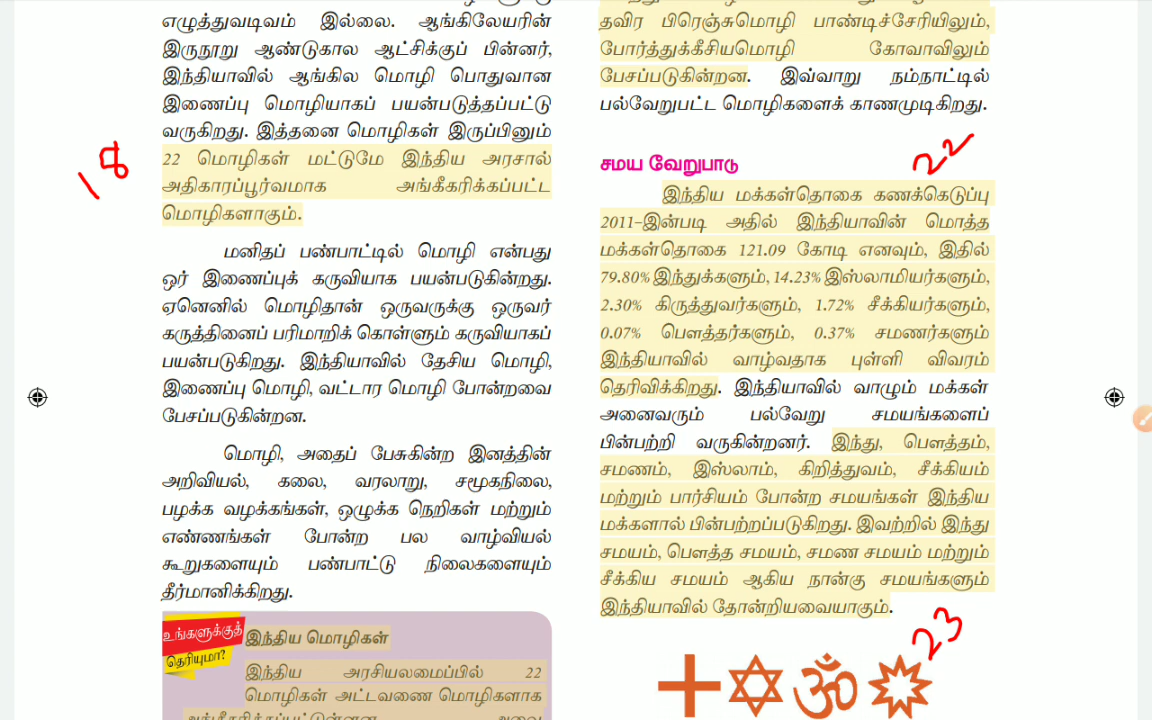 எழுத்துவடிவம் இல்லை. ஆங்கிலேயரின்
இருநூறு ஆண்டுகால ஆட்சிக்குப் பின்னர்,
இந்தியாவில் ஆங்கில மொழி பொதுவான
இணைப்பு மொழியாகப் பயன்படுத்தப்பட்டு
வருகிறது. இத்தனை மொழிகள் இருப்பினும்
22 மொழிகள் மட்டுமே இந்திய அரசால்
அதிகாரப்பூர்வமாக அங்கீகரிக்கப்பட்ட
மொழிகளாகும்.
18
மனிதப் பண்பாட்டில் மொழி என்பது
ஓர் இணைப்புக் கருவியாக பயன்படுகின்றது.
ஏனெனில் மொழிதான் ஒருவருக்கு ஒருவர்
கருத்தினைப் பரிமாறிக் கொள்ளும் கருவியாகப்
பயன்படுகிறது. இந்தியாவில் தேசிய மொழி,
இணைப்பு மொழி, வட்டார மொழி போன்றவை
பேசப்படுகின்றன.
மொழி, அதைப் பேசுகின்ற இனத்தின்
அறிவியல், கலை, வரலாறு, சமூகநிலை,
பழக்க வழக்கங்கள், ஒழுக்க நெறிகள் மற்றும்
எண்ணங்கள் போன்ற பல வாழ்வியல்
கூறுகளையும் பண்பாட்டு நிலைகளையும்
தீர்மானிக்கிறது.
உங்களுக்குத்
தெரியுமா?
இந்திய மொழிகள்
இந்திய அரசியலமைப்பில் 22
மொழிகள் அட்டவணை மொழிகளாக
தவிர பிரெஞ்சுமொழி பாண்டிச்சேரியிலும்,
போர்த்துக்கீசியமொழி கோவாவிலும்
பேசப்படுகின்றன. இவ்வாறு நம்நாட்டில்
பல்வேறுபட்ட மொழிகளைக் காணமுடிகிறது.
22
சமய வேறுபாடு
இந்திய மக்கள்தொகை கணக்கெடுப்பு
2011-இன்படி அதில் இந்தியாவின் மொத்த
மக்கள்தொகை 121.09 கோடி எனவும், இதில்
79.80% இந்துக்களும், 14.23% இஸ்லாமியர்களும்,
2.30% கிருத்துவர்களும், 1.72% சீக்கியர்களும்,
0.07% பௌத்தர்களும், 0.37% சமணர்களும்
இந்தியாவில் வாழ்வதாக புள்ளி விவரம்
தெரிவிக்கிறது. இந்தியாவில் வாழும் மக்கள்
அனைவரும் பல்வேறு சமயங்களைப்
பின்பற்றி வருகின்றனர். இந்து, பௌத்தம்,
சமணம், இஸ்லாம், கிறித்துவம், சீக்கியம்
மற்றும் பார்சியம் போன்ற சமயங்கள் இந்திய
மக்களால் பின்பற்றப்படுகிறது. இவற்றில் இந்து
சமயம், பௌத்த சமயம், சமண சமயம் மற்றும்
சீக்கிய சமயம் ஆகிய நான்கு சமயங்களும்
இந்தியாவில் தோன்றியவையாகும்.
23
ॐ